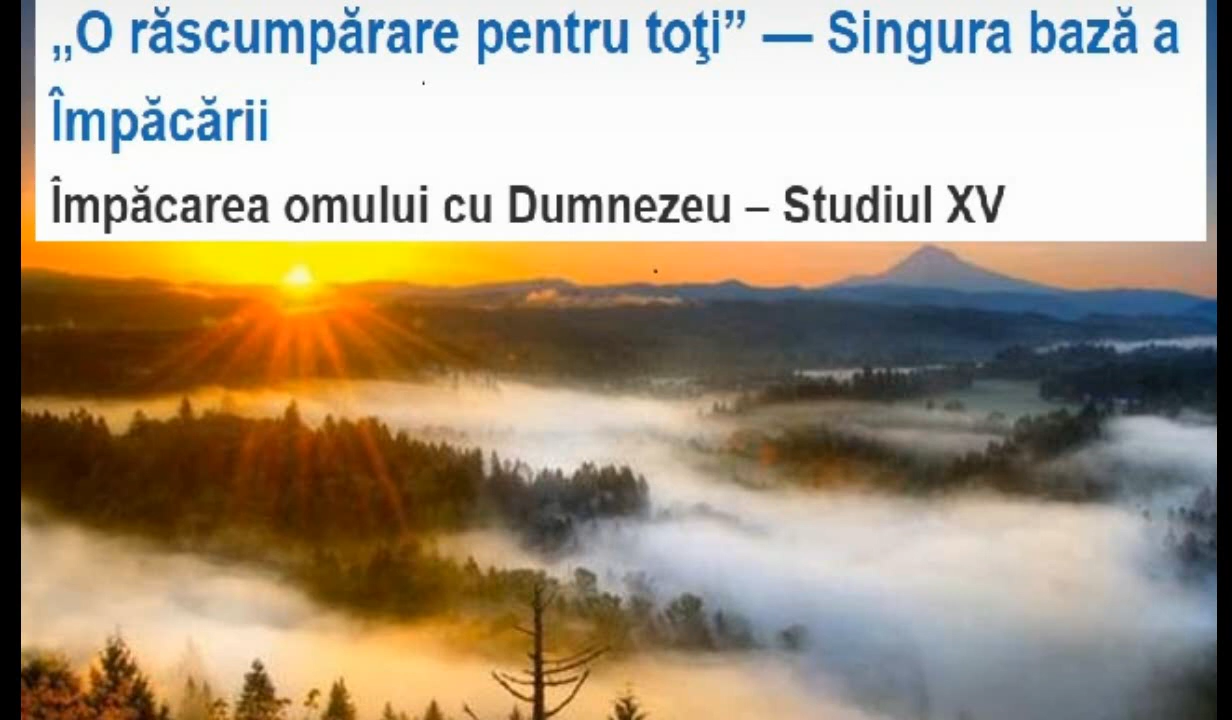 „O răscumpărare pentru toţi” — Singura bază a
Împăcării
Împăcarea omului cu Dumnezeu – Studiul XV